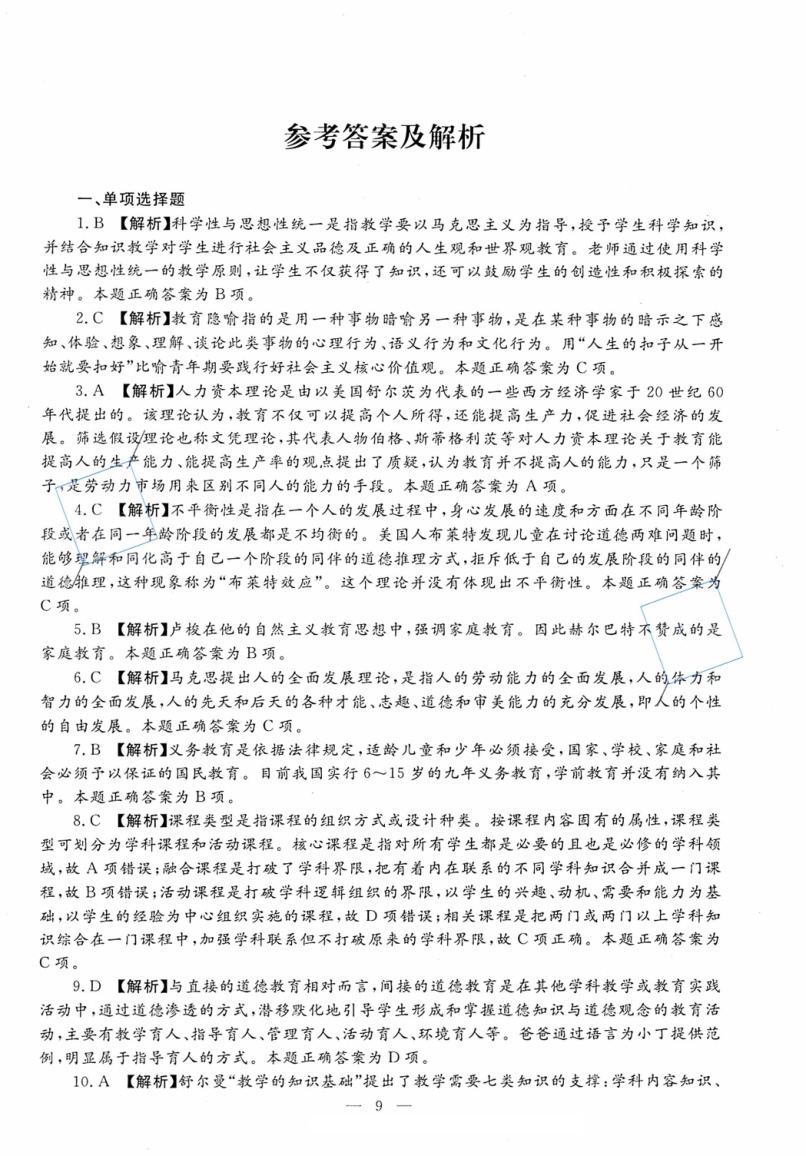 参考答案及解析
一、单项选择题
1. B 【解析】科学性与思想性统一是指教学要以马克思主义为指导,授予学生科学知识,
并结合知识教学对学生进行社会主义品德及正确的人生观和世界观教育。老师通过使用科学
性与思想性统一的教学原则,让学生不仅获得了知识,还可以鼓励学生的创造性和积极探索的
精神。本题正确答案为 B 项。
2. C 【解析】教育隐喻指的是用一种事物暗喻另一种事物,是在某种事物的暗示之下感
知、体验、想象、理解、谈论此类事物的心理行为、语义行为和文化行为。用“人生的扣子从一开
始就要扣好”比喻青年期要践行好社会主义核心价值观。本题正确答案为 C 项。
3. A 【解析】人力资本理论是由以美国舒尔茨为代表的一些西方经济学家于 20 世纪 60
年代提出的。该理论认为,教育不仅可以提高个人所得,还能提高生产力,促进社会经济的发
展。筛选假设理论也称文凭理论,其代表人物伯格、斯蒂格利茨等对人力资本理论关于教育能
提高人的生产能力、能提高生产率的观点提出了质疑,认为教育并不提高人的能力,只是一个筛
子,是劳动力市场用来区别不同人的能力的手段。本题正确答案为 A 项。
4. C 【解析】不平衡性是指在一个人的发展过程中,身心发展的速度和方面在不同年龄阶
段或者在同一年龄阶段的发展都是不均衡的。美国人布莱特发现儿童在讨论道德两难问题时,
能够理解和同化高于自己一个阶段的同伴的道德推理方式,拒斥低于自己的发展阶段的同伴的
道德推理,这种现象称为“布莱特效应”。这个理论并没有体现出不平衡性。本题正确答案为
C 项。
5. B 【解析】卢梭在他的自然主义教育思想中,强调家庭教育。因此赫尔巴特不赞成的是
家庭教育。本题正确答案为 B 项。
6. C 【解析】马克思提出人的全面发展理论,是指人的劳动能力的全面发展,人的体力和
智力的全面发展,人的先天和后天的各种才能、志趣、道德和审美能力的充分发展,即人的个性
的自由发展。本题正确答案为 C 项。
7. B 【解析】义务教育是依据法律规定,适龄儿童和少年必须接受,国家、学校、家庭和社
会必须予以保证的国民教育。目前我国实行 6～15 岁的九年义务教育,学前教育并没有纳入其
中。本题正确答案为 B 项。
8. C 【解析】课程类型是指课程的组织方式或设计种类。按课程内容固有的属性,课程类
型可划分为学科课程和活动课程。核心课程是指对所有学生都是必要的且也是必修的学科领
域,故 A 项错误;融合课程是打破了学科界限,把有着内在联系的不同学科知识合并成一门课
程,故 B 项错误;活动课程是打破学科逻辑组织的界限,以学生的兴趣、动机、需要和能力为基
础,以学生的经验为中心组织实施的课程,故 D 项错误;相关课程是把两门或两门以上学科知
识综合在一门课程中,加强学科联系但不打破原来的学科界限,故 C 项正确。本题正确答案为
C 项。
9. D 【解析】与直接的道德教育相对而言,间接的道德教育是在其他学科教学或教育实践
活动中,通过道德渗透的方式,潜移默化地引导学生形成和掌握道德知识与道德观念的教育活
动,主要有教学育人、指导育人、管理育人、活动育人、环境育人等。爸爸通过语言为小丁提供范
例,明显属于指导育人的方式。本题正确答案为 D 项。
10. A 【解析】舒尔曼“教学的知识基础”提出了教学需要七类知识的支撑:学科内容知识、
— 9 —